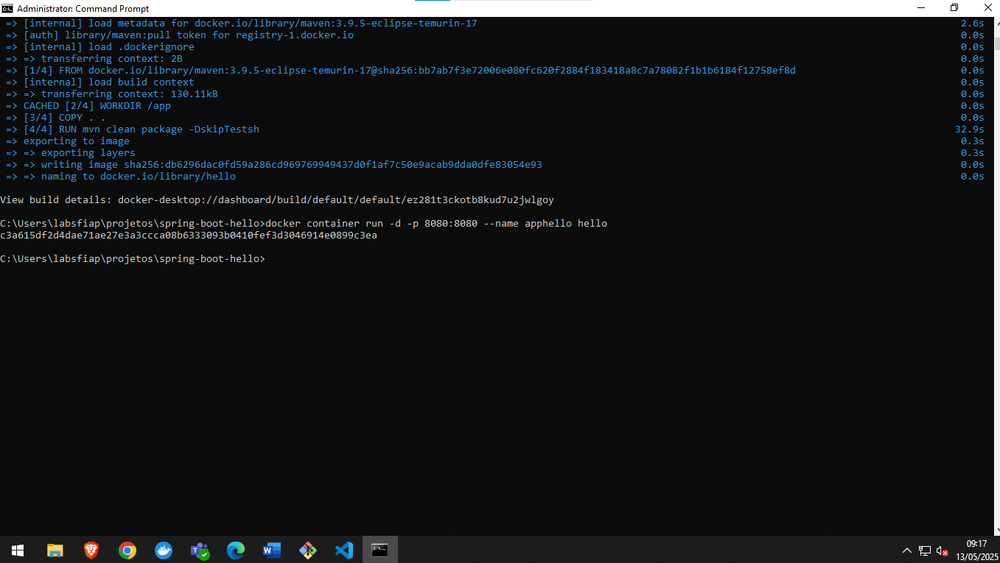 Administrator: Command Prompt
=> [internal] load metadata for docker.io/library/maven:3.9.5-eclipse-temurin-17 2.6s
=> [auth] library/maven:pull token for registry-1.docker.io 0.0s
=> [internal] load .dockerignore 0.0s
=> => transferring context: 2B 0.0s
=> [1/4] FROM docker.io/library/maven:3.9.5-eclipse-temurin-17@sha256:bb7ab7f3e72006e080fc620f2884f183418a8c7a78082f1b1b6184f12758ef8d 0.0s
=> [internal] load build context 0.0s
=> => transferring context: 130.11kB 0.0s
=> CACHED [2/4] WORKDIR /app 0.0s
=> [3/4] COPY . . 0.0s
=> [4/4] RUN mvn clean package -DskipTestsh 32.9s
=> exporting to image 0.3s
=> => exporting layers 0.3s
=> => writing image sha256:db6296dac0fd59a286cd969769949437d0f1af7c50e9acab9dda0dfe83054e93 0.0s
=> => naming to docker.io/library/hello 0.0s
View build details: docker-desktop://dashboard/build/default/default/ez281t3ckotb8kud7u2jwlgoy
C:\Users\labsfiap\projetos\spring-boot-hello>docker container run -d -p 8080:8080 --name apphello hello
c3a615df2d4dae71ae27e3a3ccca08b6333093b0410fef3d3046914e0899c3ea
C:\Users\labsfiap\projetos\spring-boot-hello>
09:17
13/05/2025